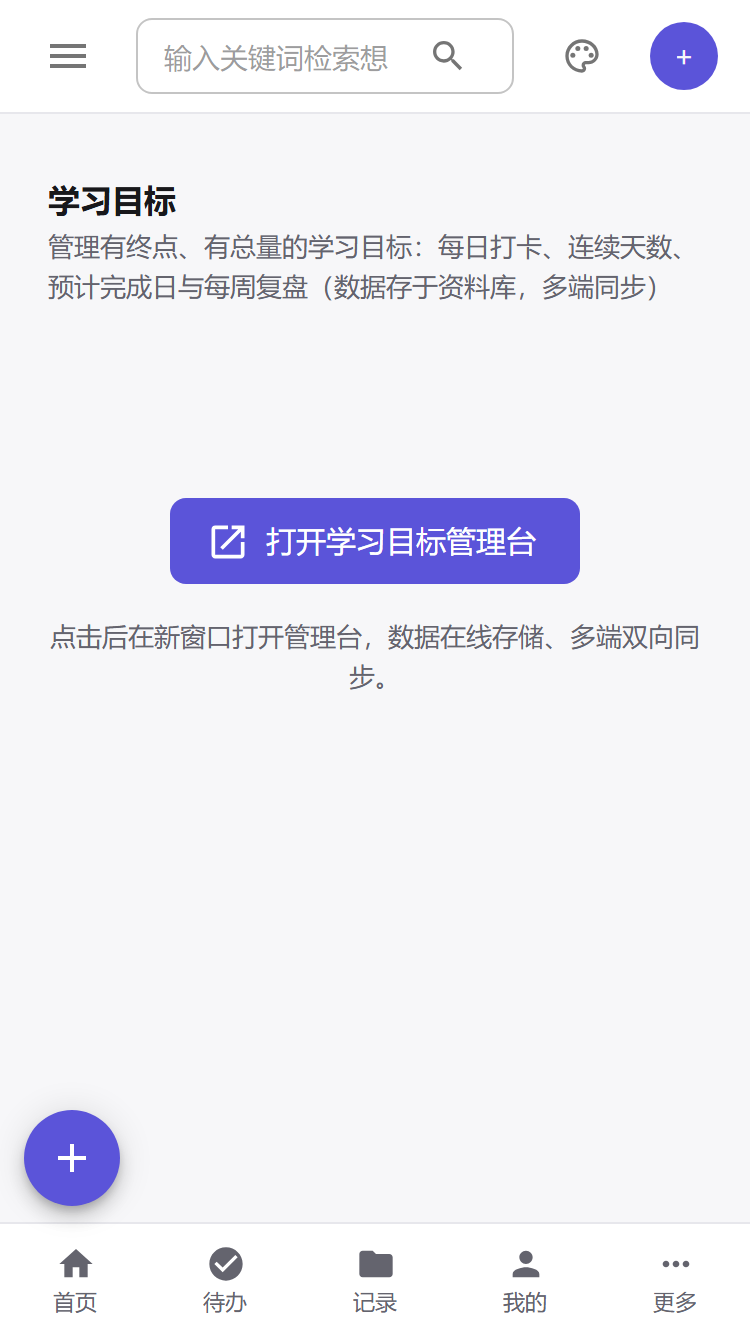 输入关键词检索想
+
学习目标
管理有终点、有总量的学习目标：每日打卡、连续天数、
预计完成日与每周复盘（数据存于资料库，多端同步）
打开学习目标管理台
点击后在新窗口打开管理台，数据在线存储、多端双向同
步。
首页
待办
记录
我的
更多